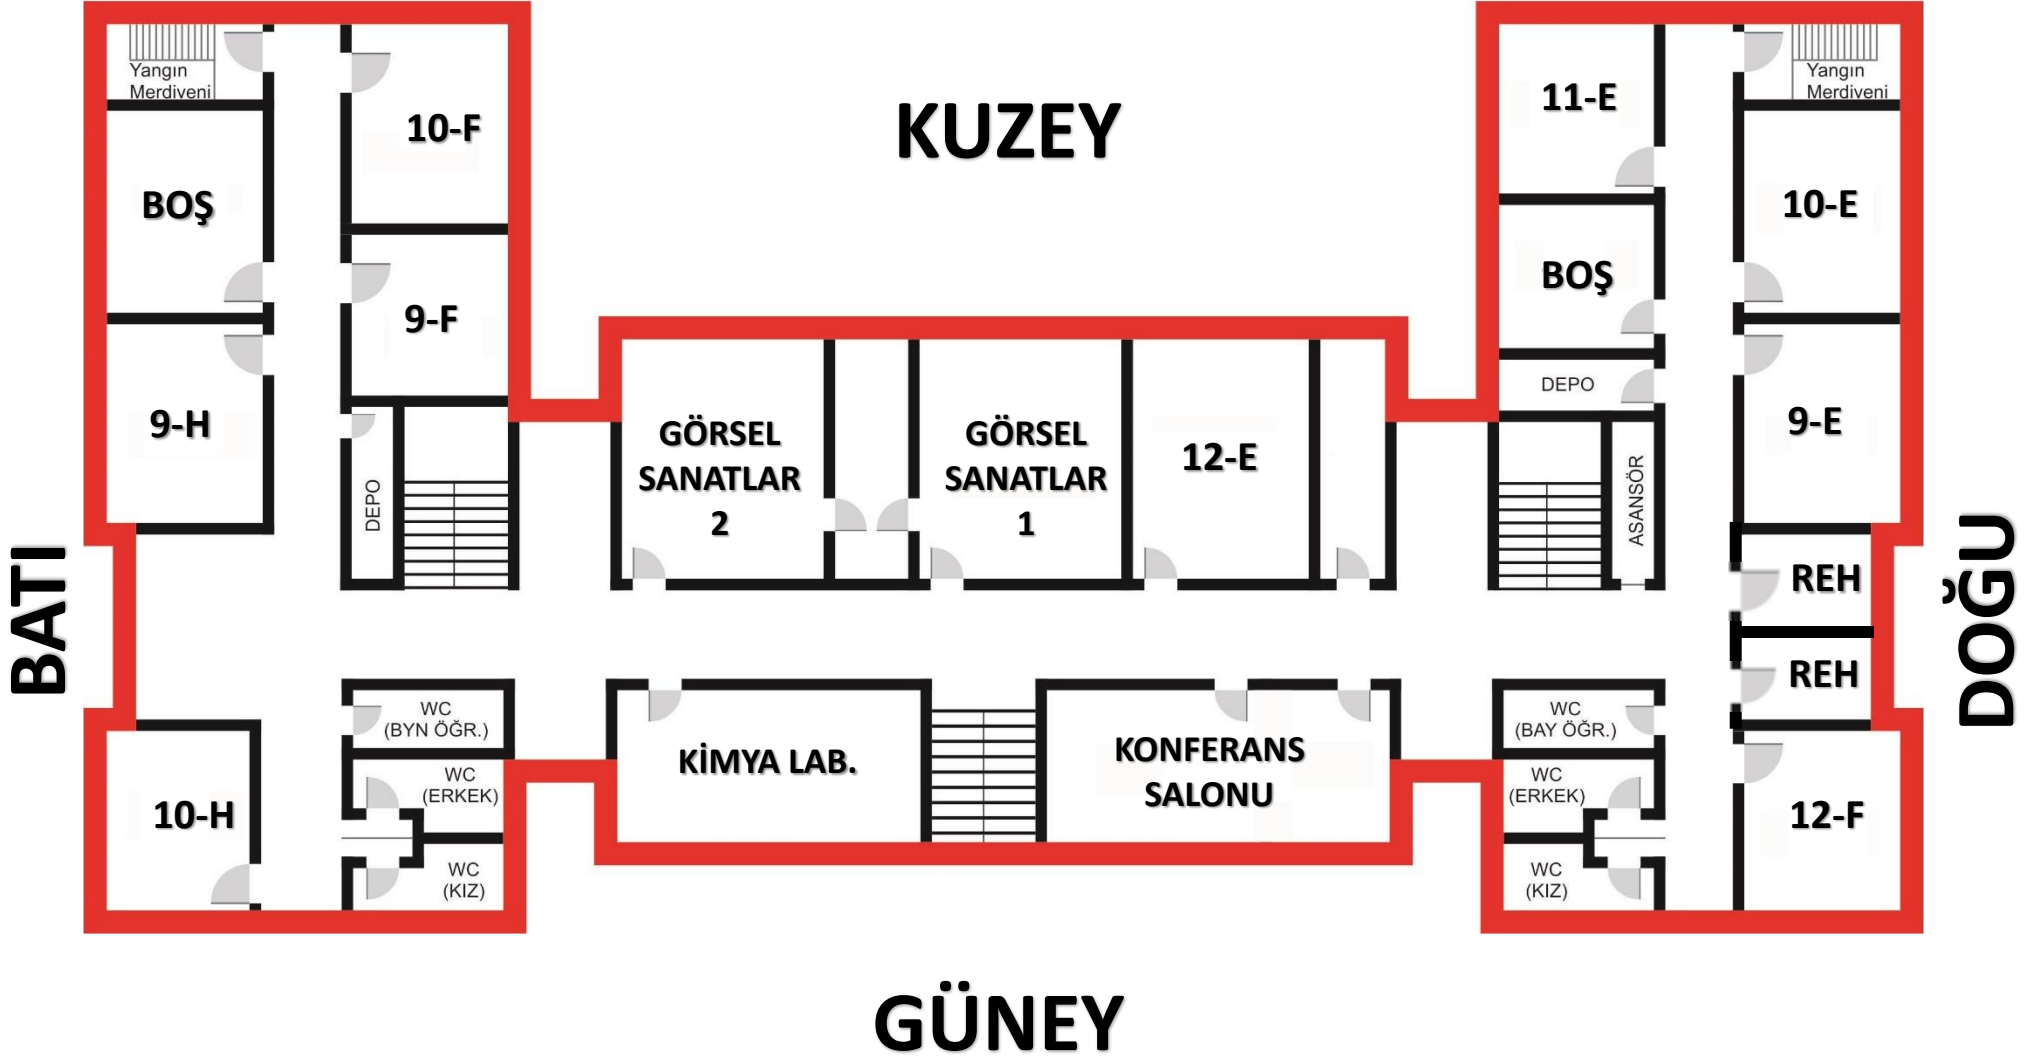 Yangın
Merdiveni
10-F
BOŞ
9-F
9-H
DEPO
KUZEY
11-E
Yangın
Merdiveni
10-E
BOŞ
DEPO
9-E
ASANSÖR
GÖRSEL
SANATLAR
2
GÖRSEL
SANATLAR
1
12-E
BATI
DOĞU
REH
REH
WC
(BYN ÖĞR.)
WC
(ERKEK)
WC
(KIZ)
10-H
KİMYA LAB.
KONFERANS
SALONU
WC
(BAY ÖĞR.)
WC
(ERKEK)
WC
(KIZ)
12-F
GÜNEY